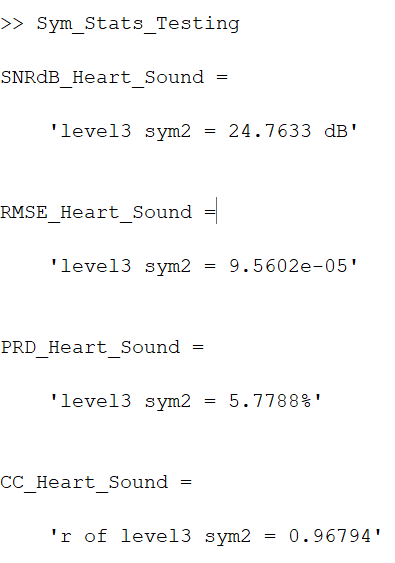 >> Sym_Stats_Testing
SNRdB_Heart_Sound =
'level3 sym2 = 24.7633 dB'
RMSE_Heart_Sound =
'level3 sym2 = 9.5602e-05'
PRD_Heart_Sound =
'level3 sym2 = 5.7788%'
CC_Heart_Sound =
'r of level3 sym2 = 0.96794'